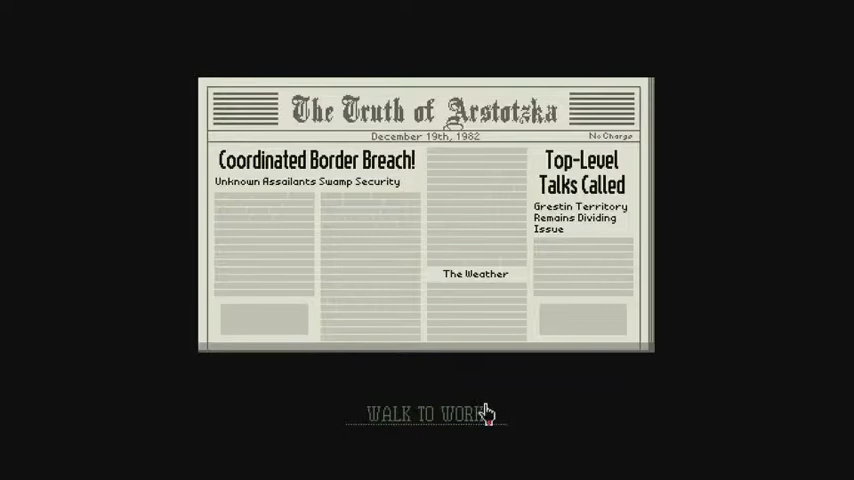 The Truth of Arstotzka
December 19th, 1982
No Charge
Coordinated Border Breach!
Unknown Assailants Swamp Security
The Weather
Top-Level
Talks Called
Grestin Territory
Remains Dividing
Issue
WALK TO WORK